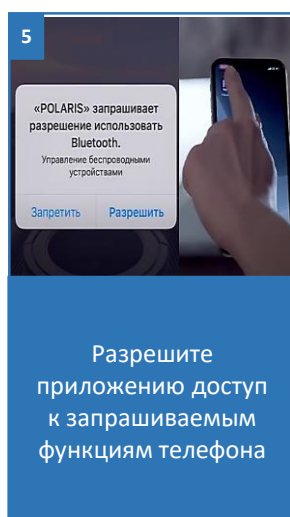 5
«POLARIS» запрашивает
разрешение использовать
Bluetooth.
Управление беспроводными
устройствами
Запретить Разрешить
Разрешите
приложению доступ
к запрашиваемым
функциям телефона